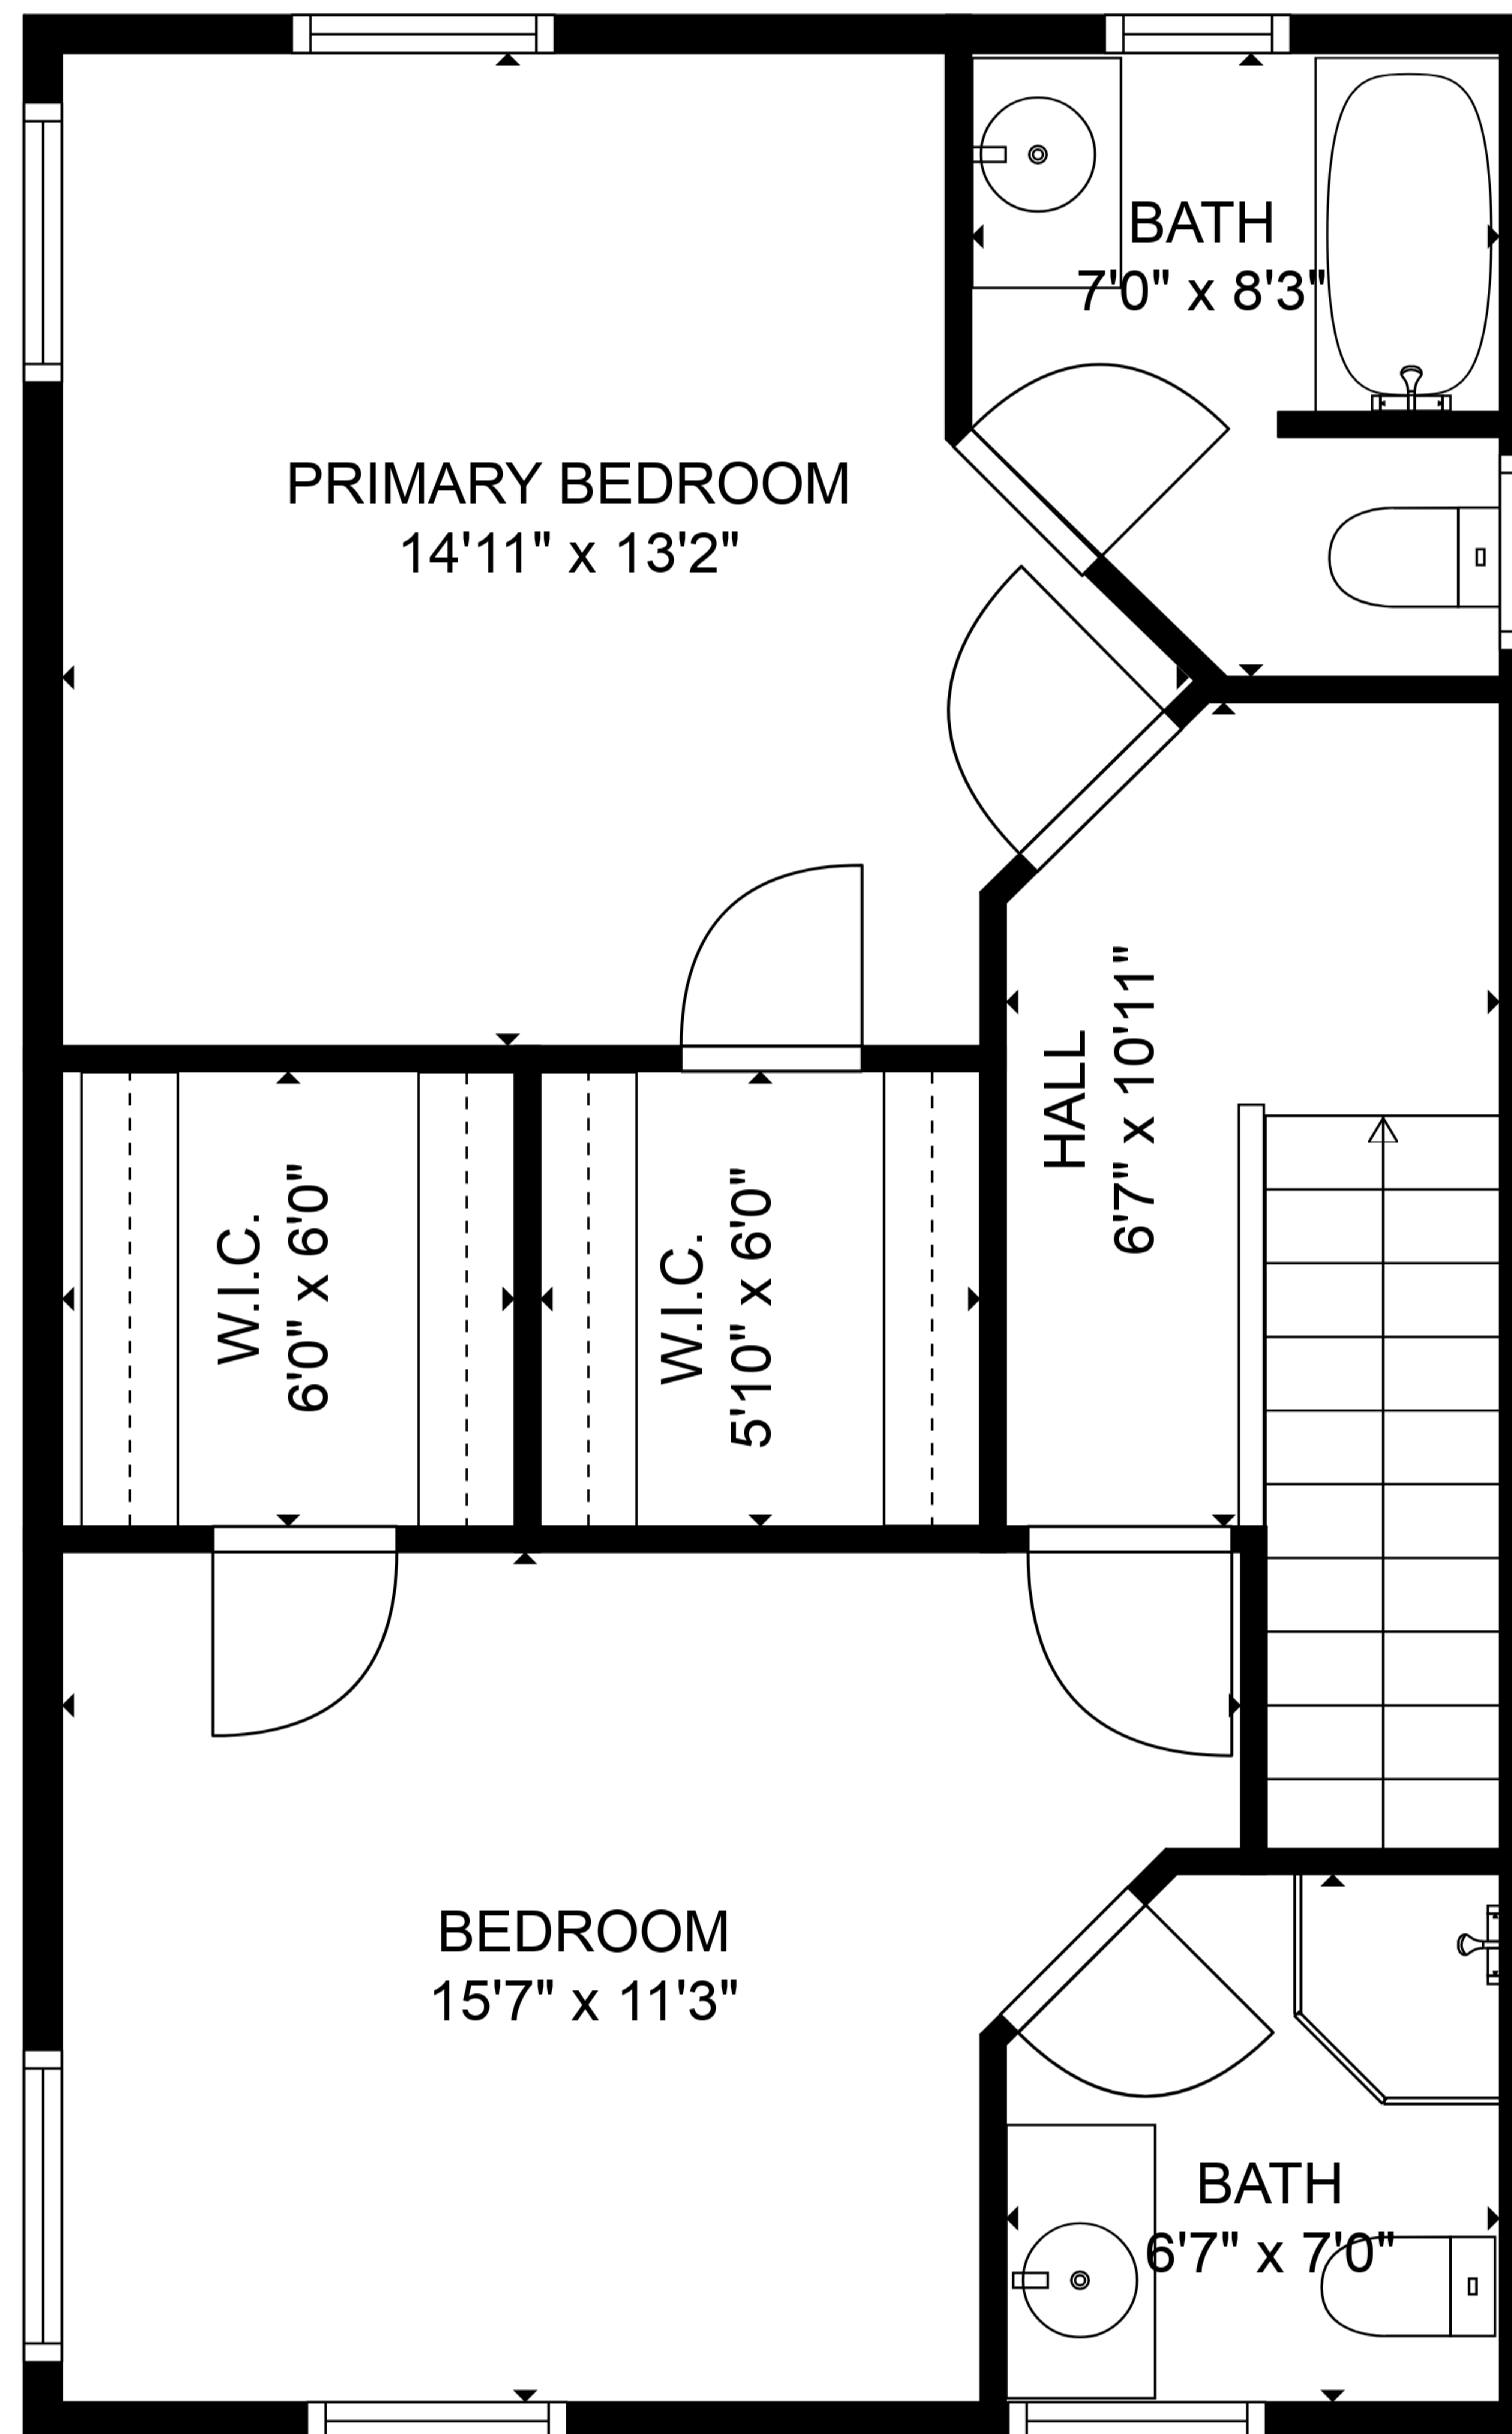 BATH
7'0" x 8'3"
PRIMARY BEDROOM
14'11" x 13'2"
HALL
6'7" x 10'11"
W.I.C.
6'0" x 6'0"
W.I.C.
5'10" x 6'0"
BEDROOM
15'7" x 11'3"
BATH
6'7" x 7'0"